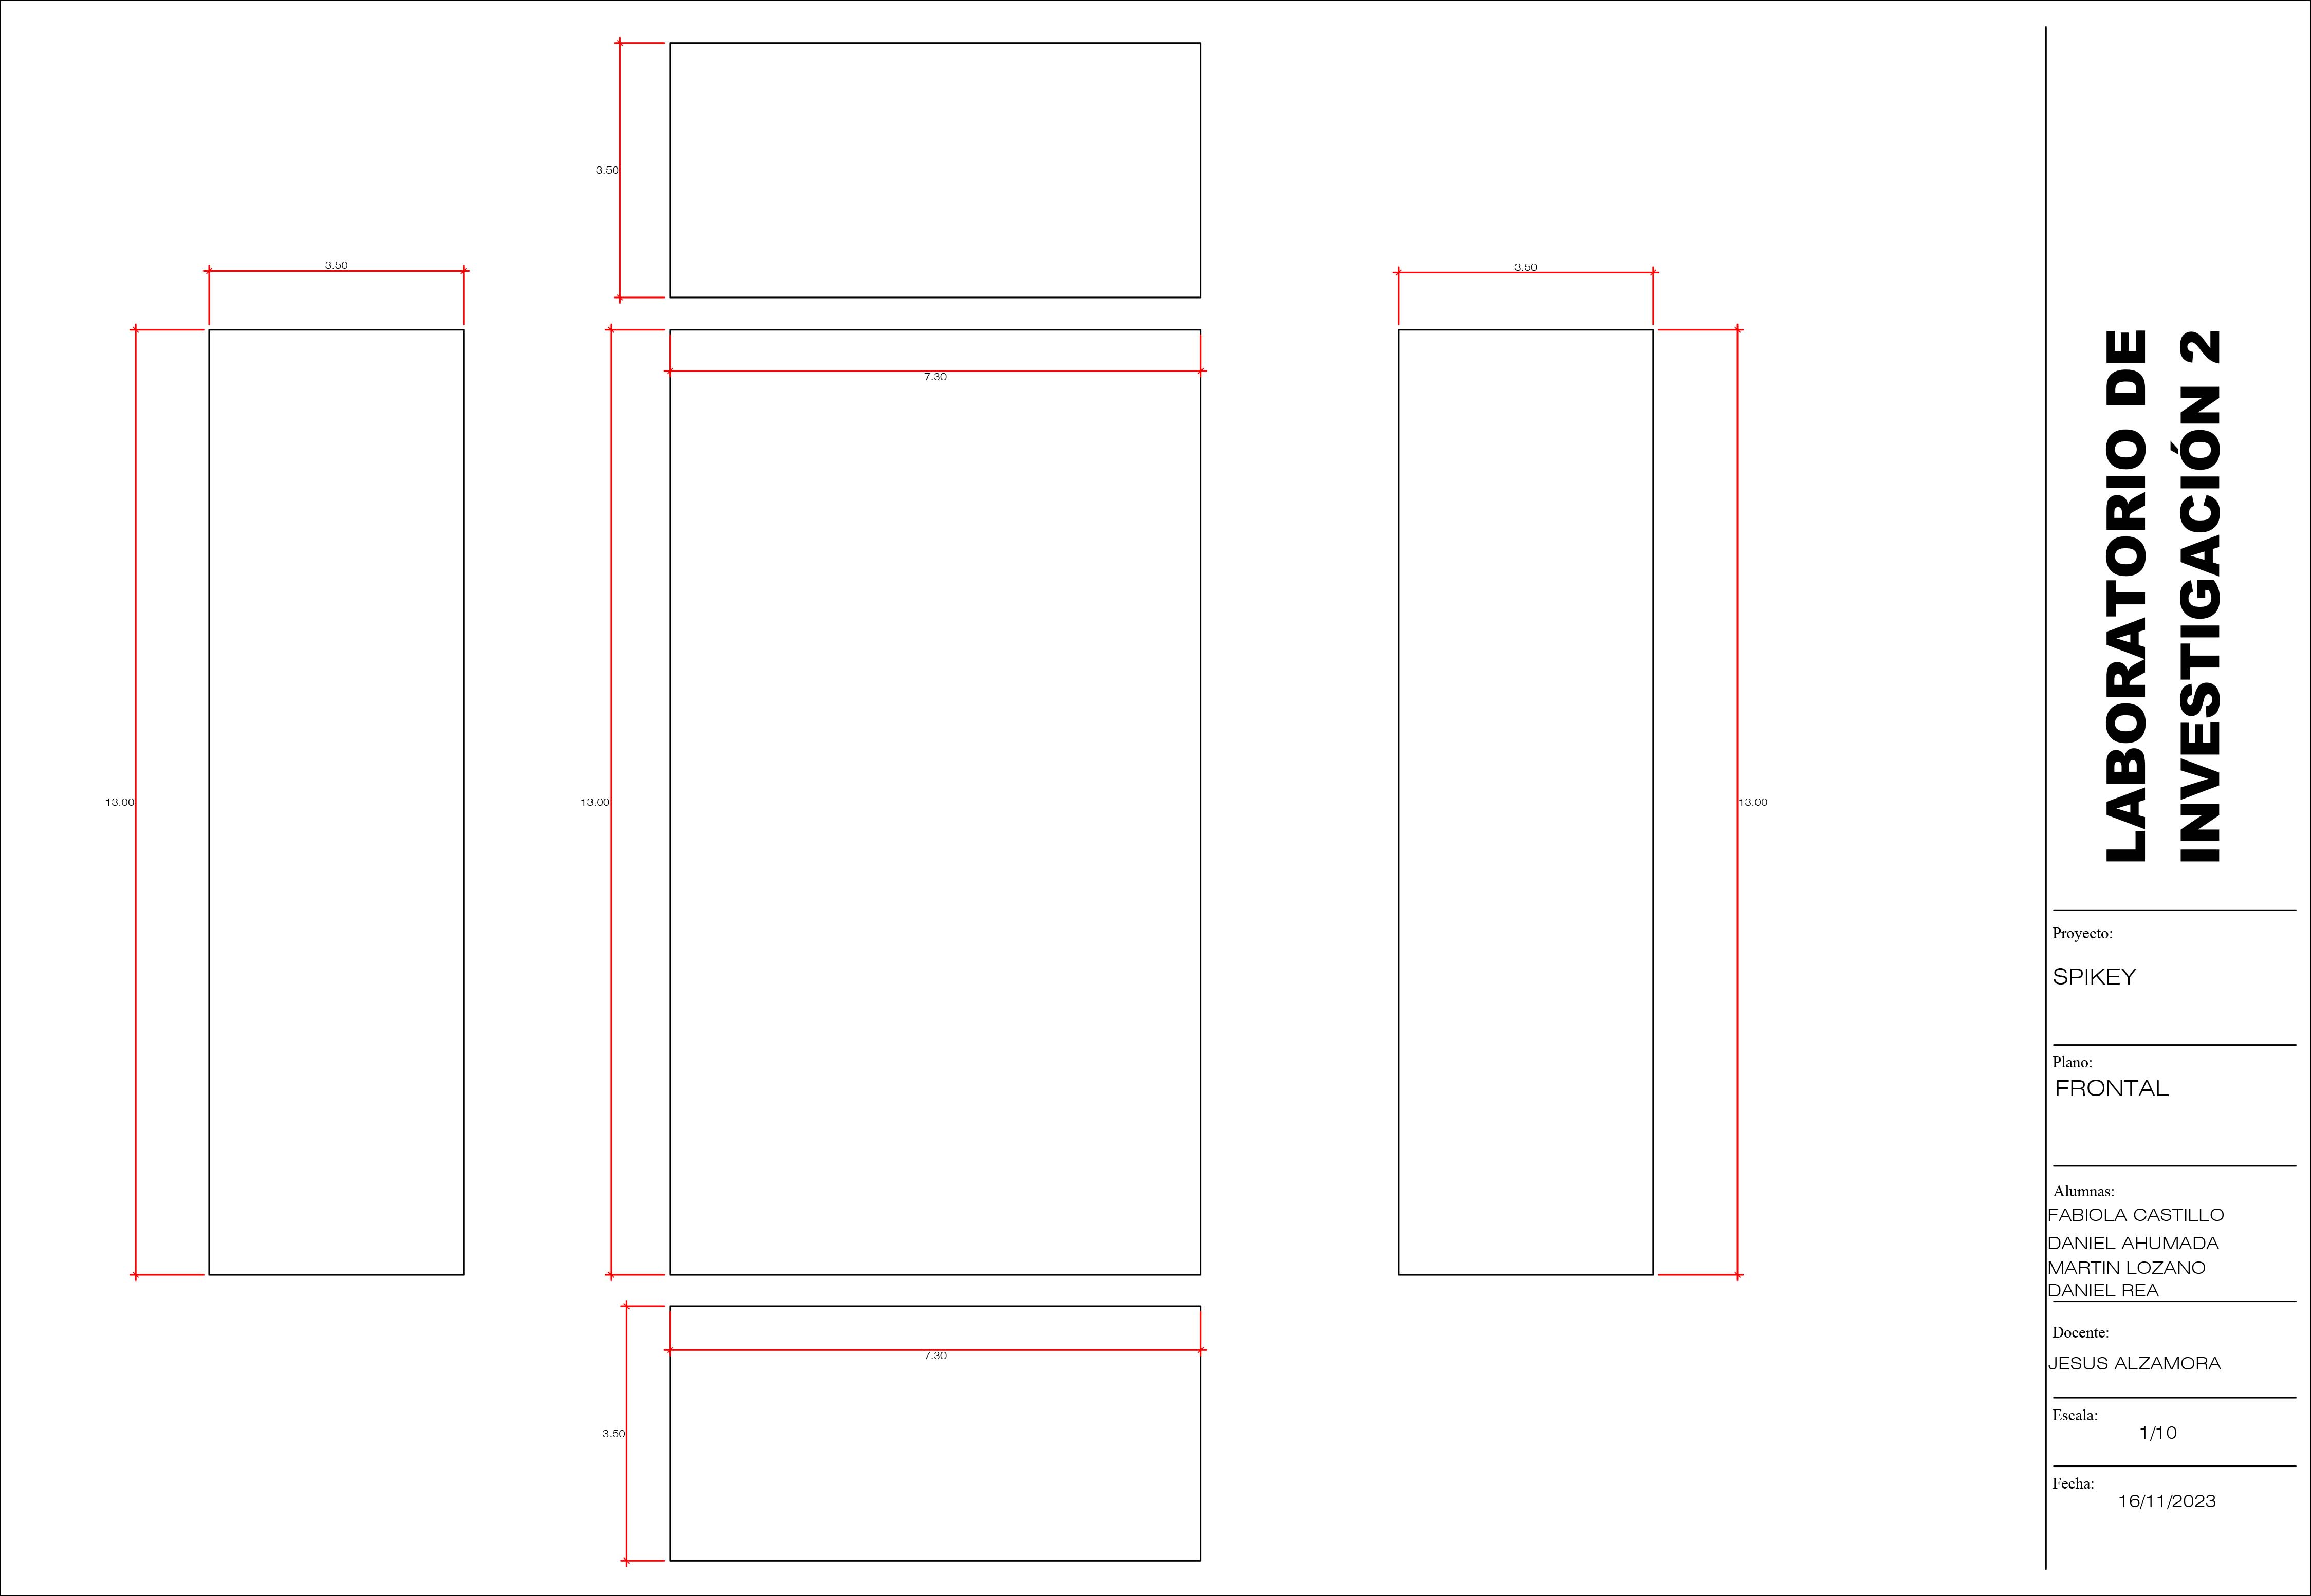 3.50
3.50
3.50
7.30
13.00
13.00
13.00
7.30
3.50
LABORATORIO DE
INVESTIGACIÓN 2
Proyecto:
SPIKEY
Plano:
FRONTAL
Alumnas:
FABIOLA CASTILLO
DANIEL AHUMADA
MARTIN LOZANO
DANIEL REA
Docente:
JESUS ALZAMORA
Escala:
1/10
Fecha:
16/11/2023